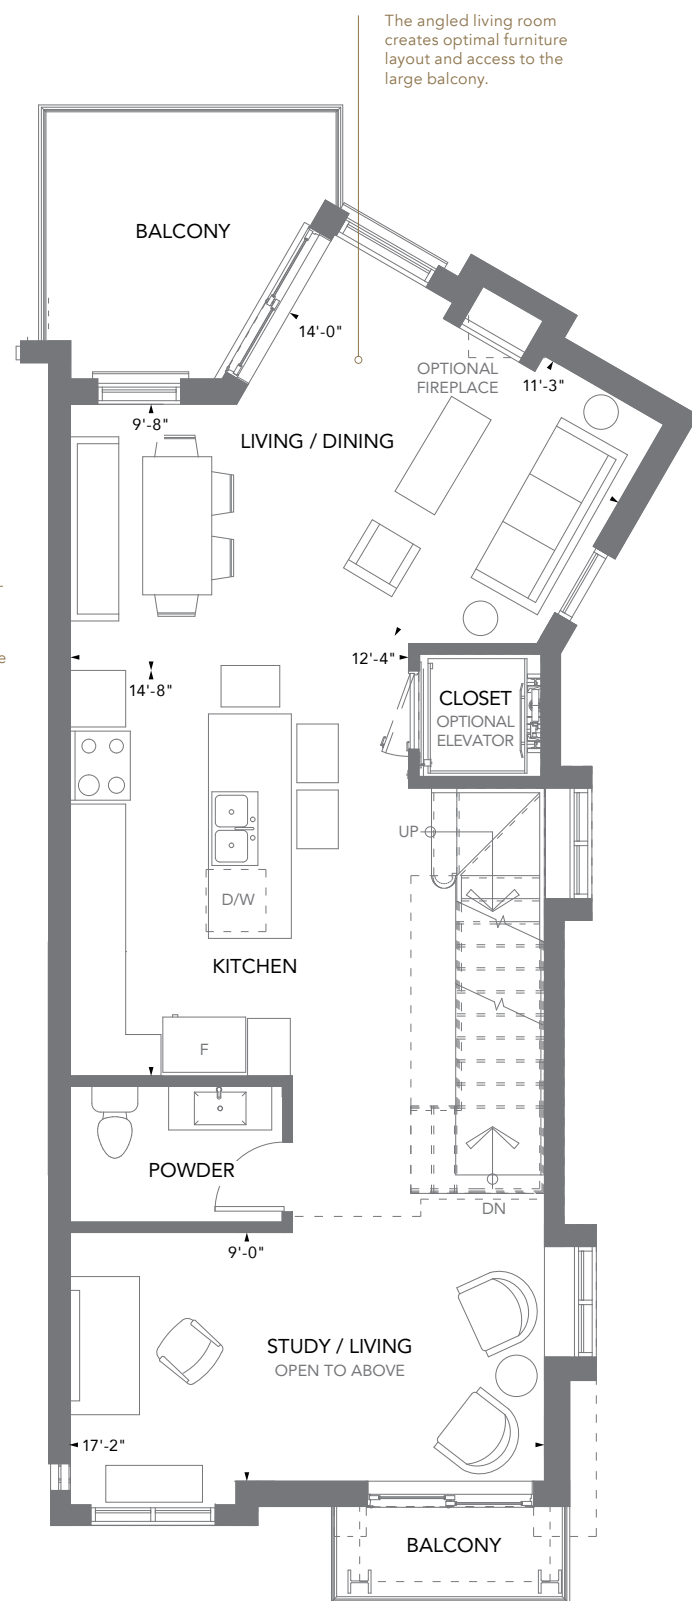 The angled living room
creates optimal furniture
layout and access to the
large balcony.
BALCONY
14'-0"
OPTIONAL
FIREPLACE
11'-3"
9'-8"
LIVING / DINING
e
12'-4"
14'-8"
CLOSET
OPTIONAL
ELEVATOR
UP
D/W
KITCHEN
F
POWDER
DN
9'-0"
STUDY / LIVING
OPEN TO ABOVE
17'-2"
BALCONY